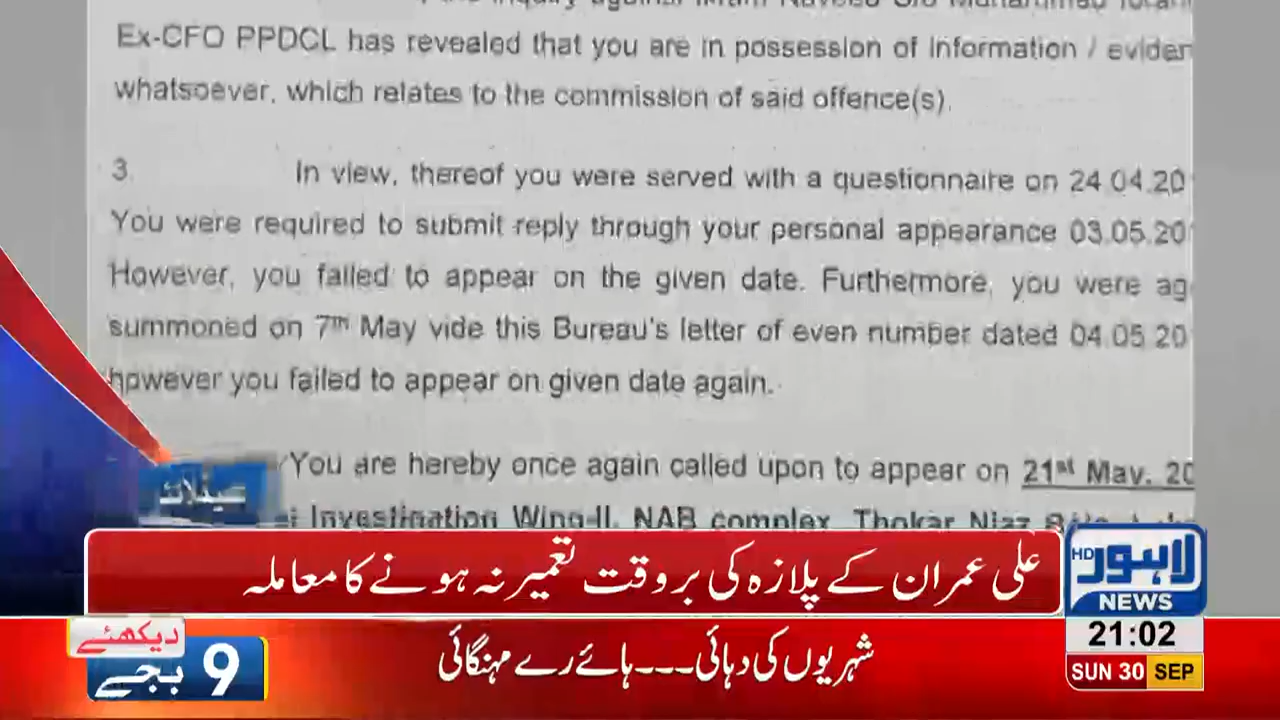 Ex-CFO PPDCL has revealed that you are in possession of information / eviden
whatsoever, which relates to the commission of said offence(s).
3. In view, thereof you were served with a questionnaire on 24.04.20
You were required to submit reply through your personal appearance 03.05.20
However, you failed to appear on the given date. Furthermore, you were ag
summoned on 7th May vide this Bureau's letter of even number dated 04.05.20
however you failed to appear on given date again.
You are hereby once again called upon to appear on 21st May, 20
Investigation Wing-II, NAB complex, Thokar Niaz
علی عمران کے پلازہ کی بروقت تعمیر نہ ہونے کا معاملہ
HD لاہور
NEWS
21:02
SUN 30 SEP
دیکھئے
9 بجے
شہریوں کی دہائی۔۔۔ہائے رے مہنگائی